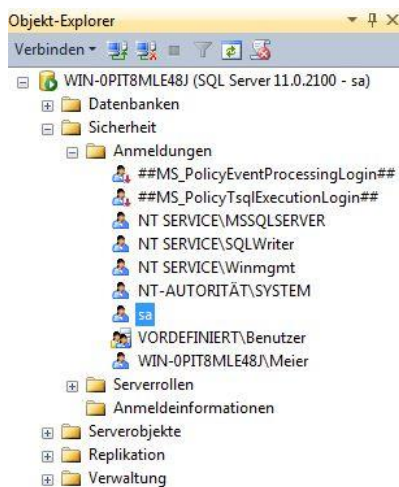 Objekt-Explorer
Verbinden
WIN-0PIT8MLE48J (SQL Server 11.0.2100 - sa)
Datenbanken
Sicherheit
Anmeldungen
##MS_PolicyEventProcessingLogin##
##MS_PolicyTsqlExecutionLogin##
NT SERVICE\MSSQLSERVER
NT SERVICE\SQLWriter
NT SERVICE\Winmgmt
NT-AUTORITÄT\SYSTEM
sa
VORDEFINIERT\Benutzer
WIN-0PIT8MLE48J\Meier
Serverrollen
Anmeldeinformationen
Serverobjekte
Replikation
Verwaltung